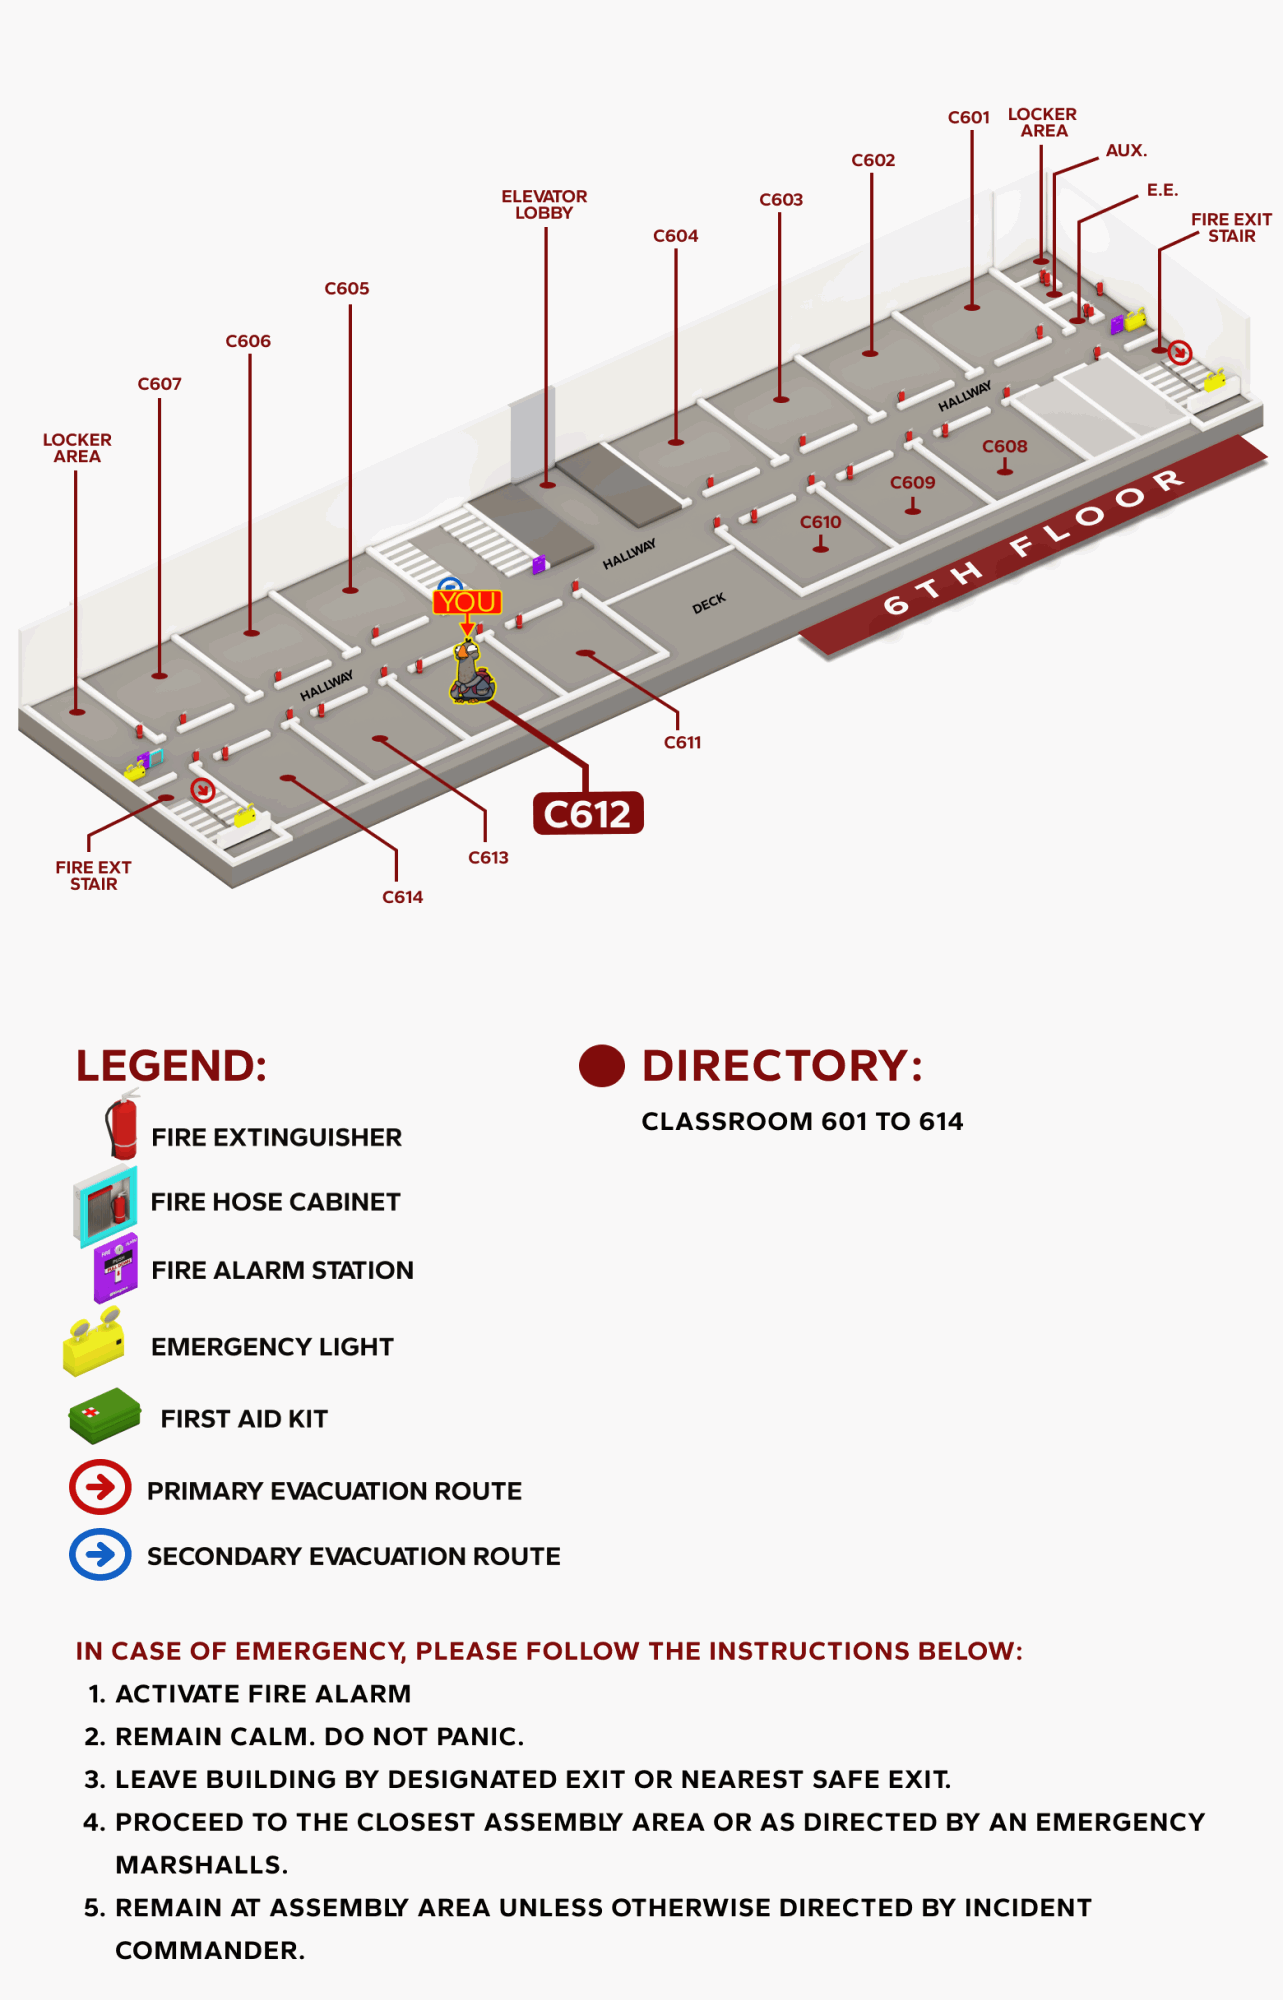 C601
LOCKER
AREA
AUX.
C602
E.E.
C603
ELEVATOR
LOBBY
FIRE EXIT
STAIR
C604
C605
C606
C607
LOCKER
AREA
HALLWAY
C608
C609
C610
6TH FLOOR
HALLWAY
DECK
YOU
HALLWAY
C611
C612
C613
FIRE EXT
STAIR
C614
LEGEND:
FIRE EXTINGUISHER
FIRE HOSE CABINET
FIRE ALARM STATION
EMERGENCY LIGHT
FIRST AID KIT
PRIMARY EVACUATION ROUTE
SECONDARY EVACUATION ROUTE
DIRECTORY:
CLASSROOM 601 TO 614
IN CASE OF EMERGENCY, PLEASE FOLLOW THE INSTRUCTIONS BELOW:
1. ACTIVATE FIRE ALARM
2. REMAIN CALM. DO NOT PANIC.
3. LEAVE BUILDING BY DESIGNATED EXIT OR NEAREST SAFE EXIT.
4. PROCEED TO THE CLOSEST ASSEMBLY AREA OR AS DIRECTED BY AN EMERGENCY
MARSHALLS.
5. REMAIN AT ASSEMBLY AREA UNLESS OTHERWISE DIRECTED BY INCIDENT
COMMANDER.